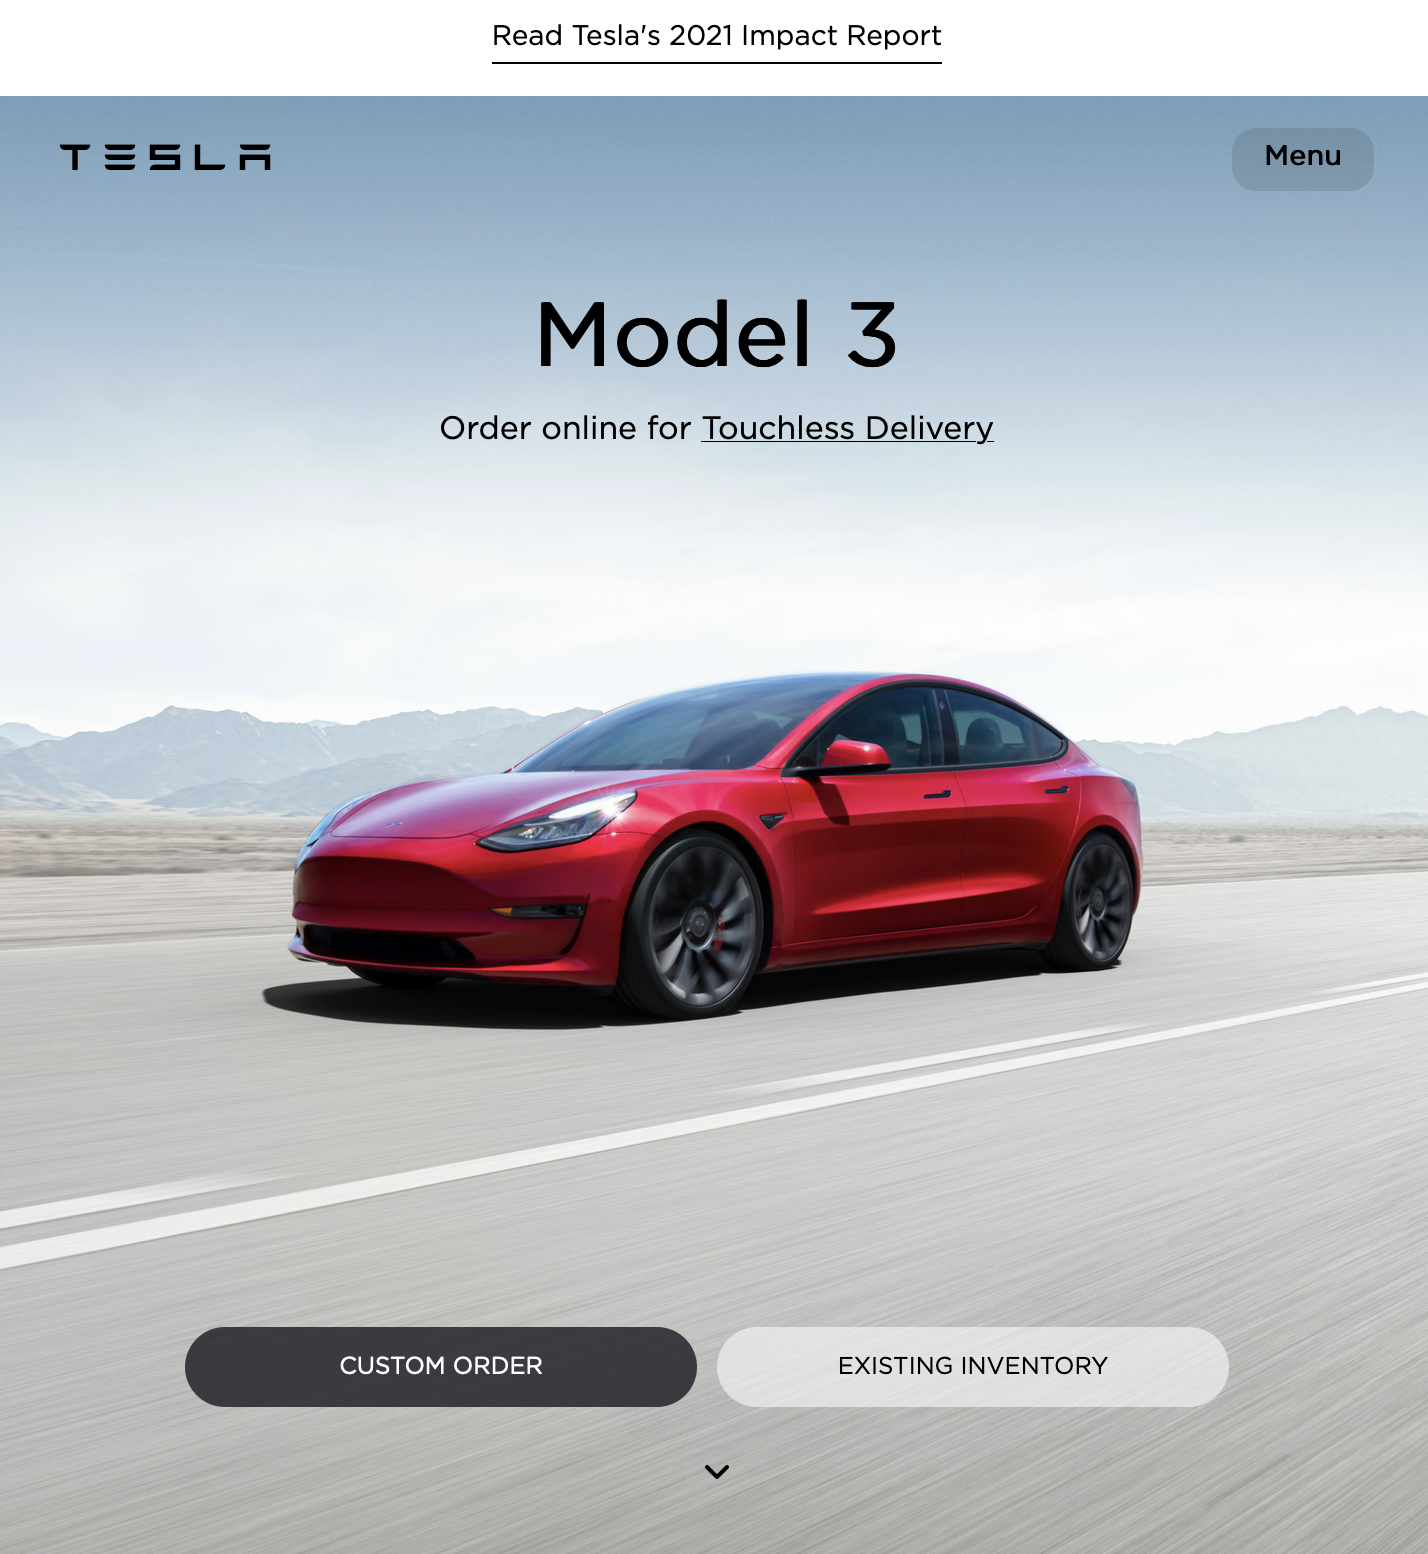 Read Tesla's 2021 Impact Report
TESLA
Menu
Model 3
Order online for Touchless Delivery
CUSTOM ORDER
EXISTING INVENTORY